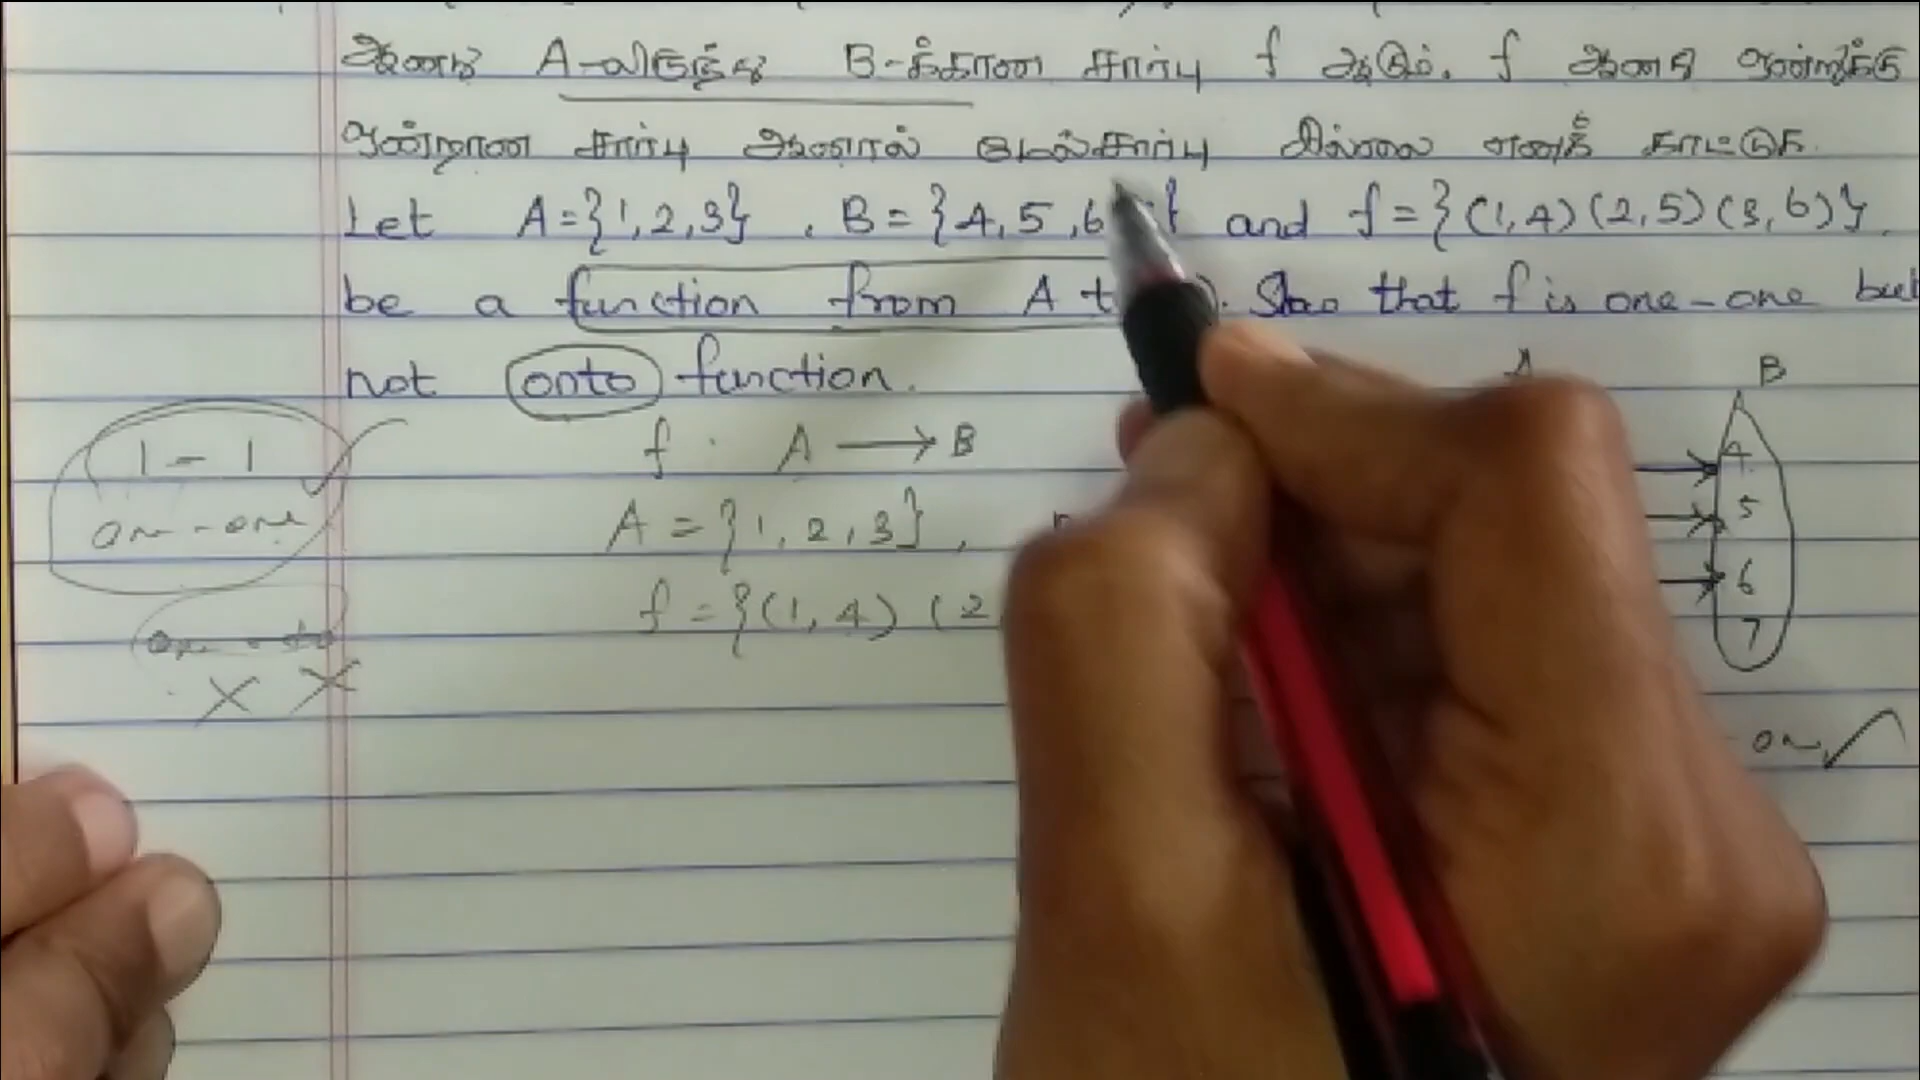 ஆனது A-லிருந்து B-க்கான சார்பு f ஆகும். f ஆனது ஒன்றுக்கு
ஒன்றான சார்பு ஆனால் மேல்சார்பு இல்லை எனக் காட்டுக.
Let A={1,2,3} , B={4,5,6 } and f={(1,4)(2,5)(3,6)}.
be a function from A t . Show that f is one-one but
not onto function.
A B
1 - 1
f : A ⟶ B
4
one-one
A = {1, 2, 3} ,
5
f = {(1, 4) (2
6
7
X X